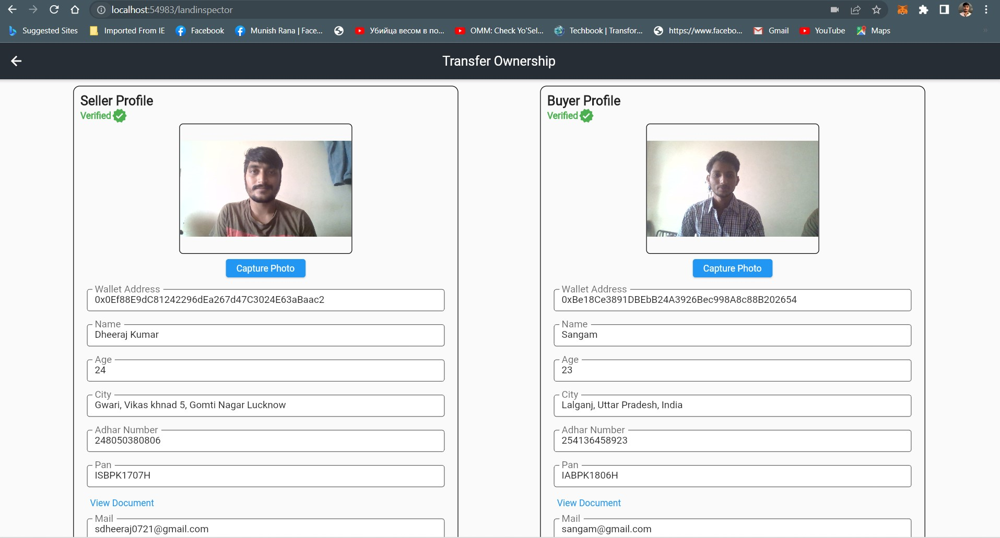 localhost:54983/landinspector
Suggested Sites
Imported From IE
Facebook
Munish Rana | Face...
Убийца весом в по...
OMM: Check Yo'Sel...
Techbook | Transfor...
https://www.facebo...
Gmail
YouTube
Maps
Transfer Ownership
Seller Profile
Verified
Capture Photo
Wallet Address
0x0Ef88E9dC81242296dEa267d47C3024E63aBaac2
Name
Dheeraj Kumar
Age
24
City
Gwari, Vikas khnad 5, Gomti Nagar Lucknow
Adhar Number
248050380806
Pan
ISBPK1707H
View Document
Mail
sdheeraj0721@gmail.com
Buyer Profile
Verified
Capture Photo
Wallet Address
0xBe18Ce3891DBEbB24A3926Bec998A8c88B202654
Name
Sangam
Age
23
City
Lalganj, Uttar Pradesh, India
Adhar Number
254136458923
Pan
IABPK1806H
View Document
Mail
sangam@gmail.com